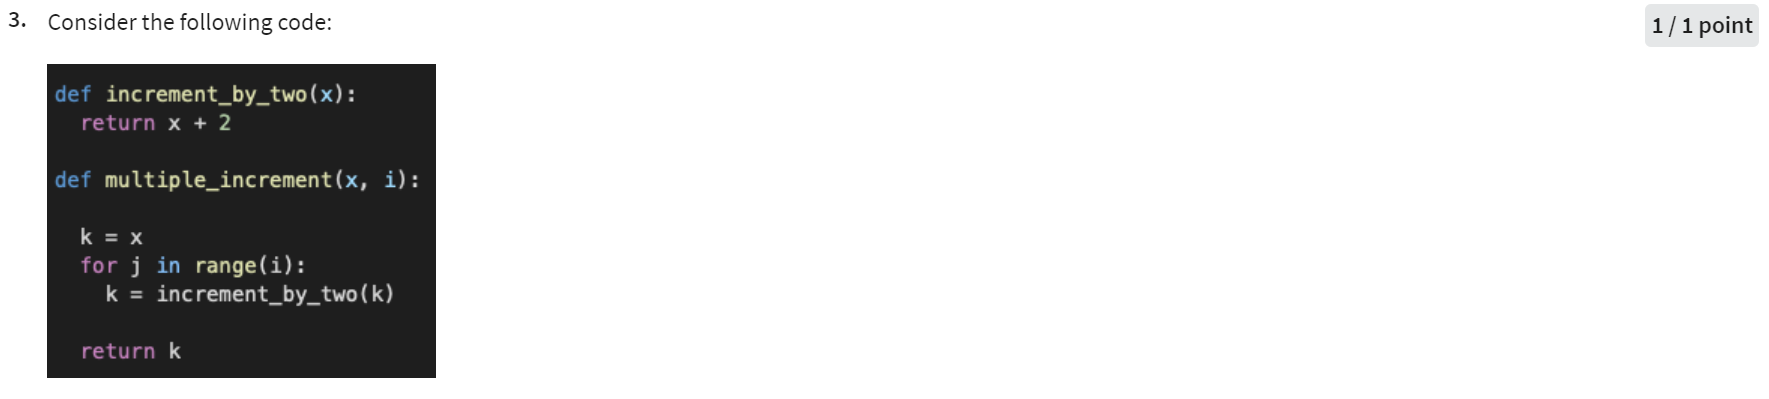 3. Consider the following code:
1 / 1 point
def increment_by_two(x):
  return x + 2
def multiple_increment(x, i):
  k = x
  for j in range(i):
    k = increment_by_two(k)
  return k